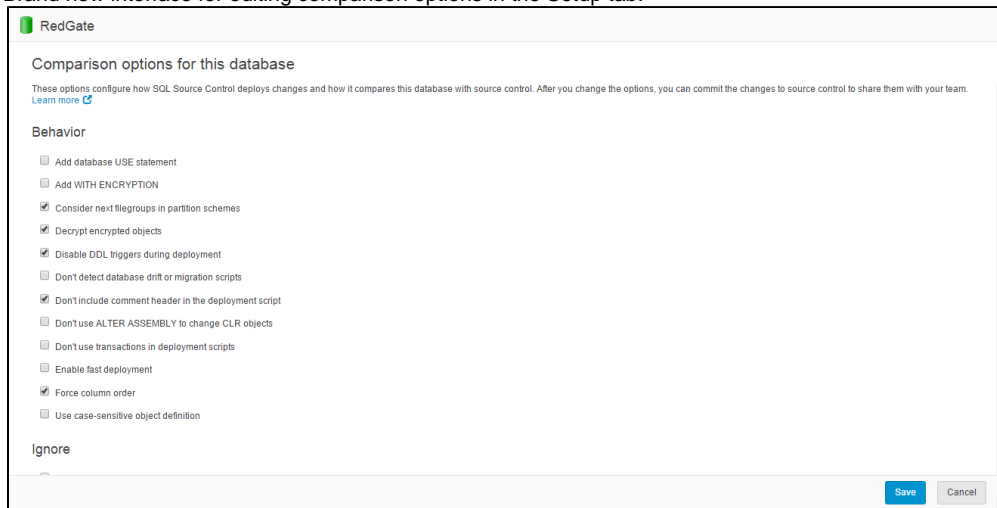 Brand new interface for editing comparison options in the Setup tab:
RedGate
Comparison options for this database
These options configure how SQL Source Control deploys changes and how it compares this database with source control. After you change the options, you can commit the changes to source control to share them with your team.
Learn more
Behavior
Add database USE statement
Add WITH ENCRYPTION
Consider next filegroups in partition schemes
Decrypt encrypted objects
Disable DDL triggers during deployment
Don't detect database drift or migration scripts
Don't include comment header in the deployment script
Don't use ALTER ASSEMBLY to change CLR objects
Don't use transactions in deployment scripts
Enable fast deployment
Force column order
Use case-sensitive object definition
Ignore
Save Cancel